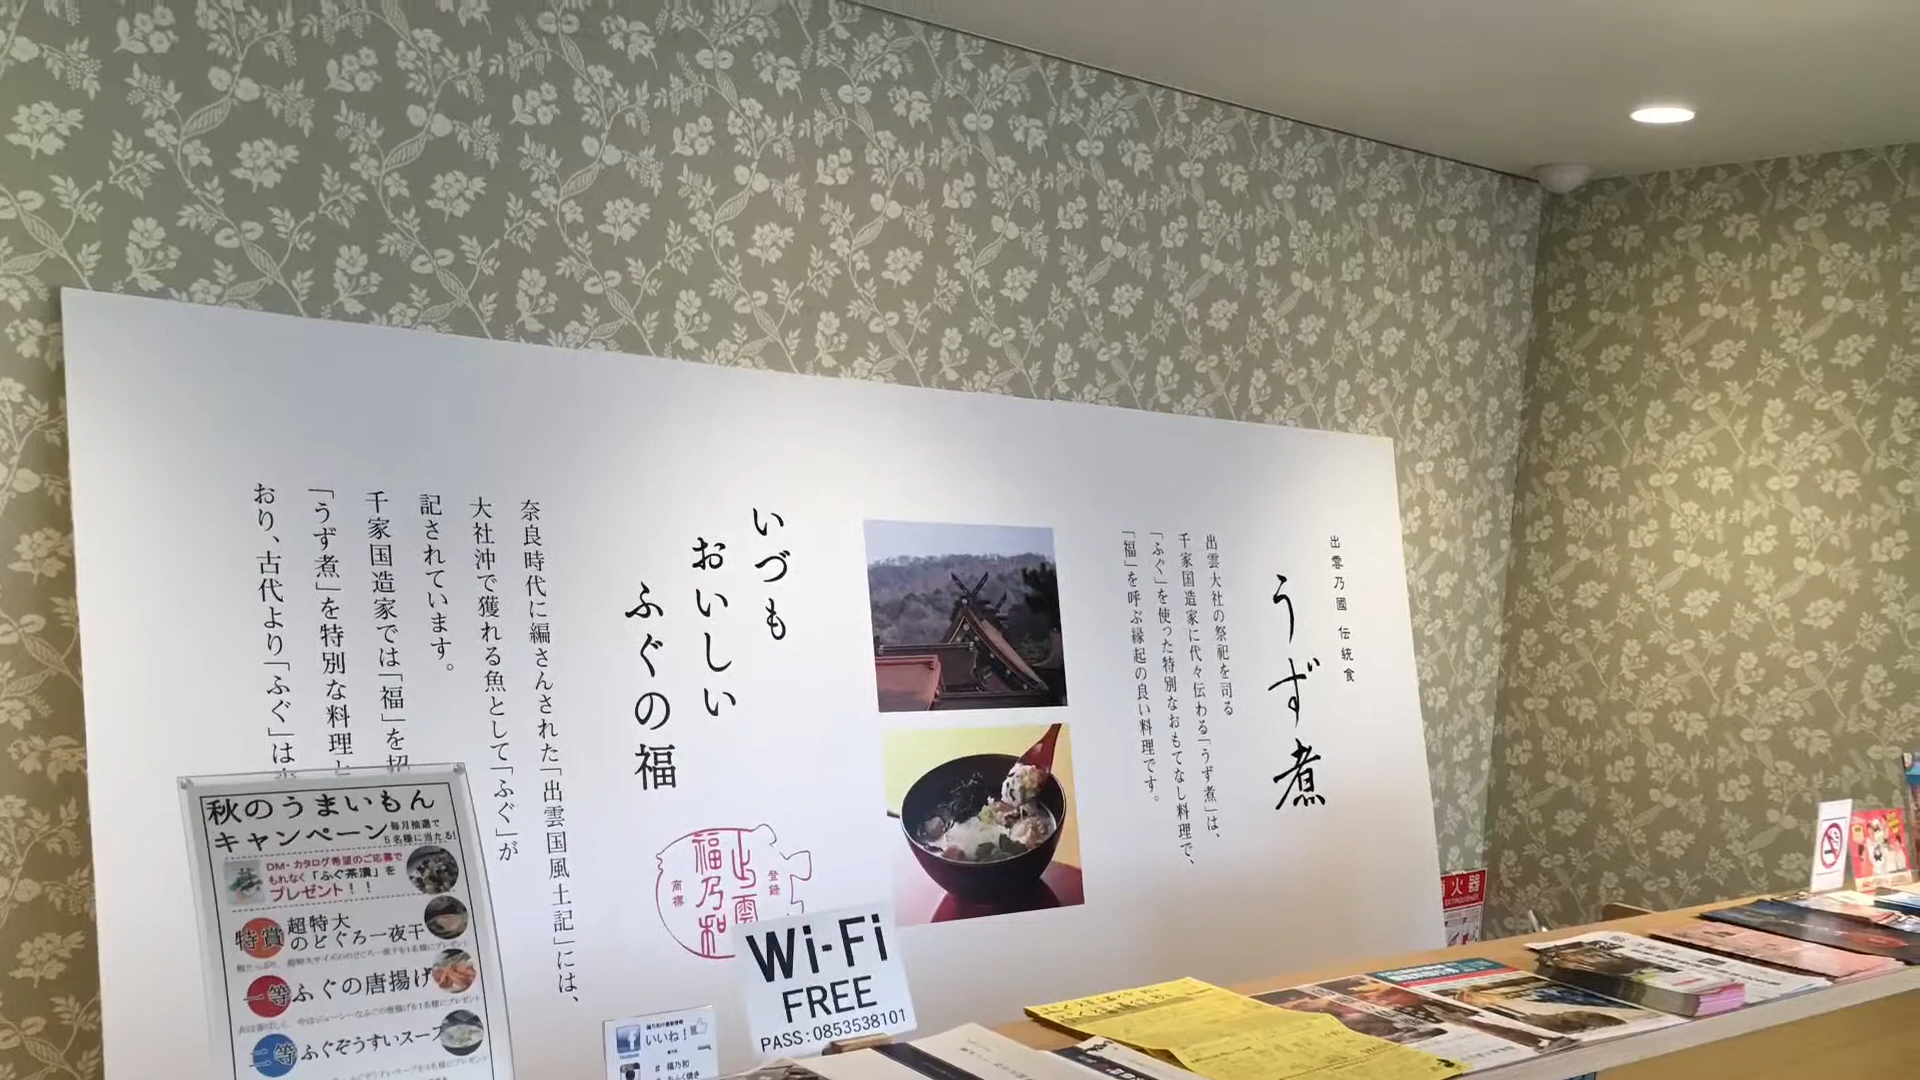 出雲乃國 伝統食
うず煮
出雲大社の祭祀を司る
千家国造家に代々伝わる「うず煮」は、
「ふぐ」を使った特別なおもてなし料理で、
「福」を呼ぶ縁起の良い料理です。
いづも
おいしい
ふぐの福
登録
商標
出雲
福乃和
奈良時代に編さんされた「出雲国風土記」には、
大社沖で獲れる魚として「ふぐ」が
記されています。
千家国造家では「福」を招
「うず煮」を特別な料理と
おり、古代より「ふぐ」は
秋のうまいもん
キャンペーン
毎月抽選で
5名様に当たる!
DM・カタログ希望のご応募で
もれなく「ふぐ茶漬」を
プレゼント!!
特賞 超特大
のどぐろ一夜干
一等 ふぐの唐揚げ
二等 ふぐぞうすいスープ
Wi-Fi
FREE
PASS:0853538101
facebook
いいね!
# 福乃和
消火器